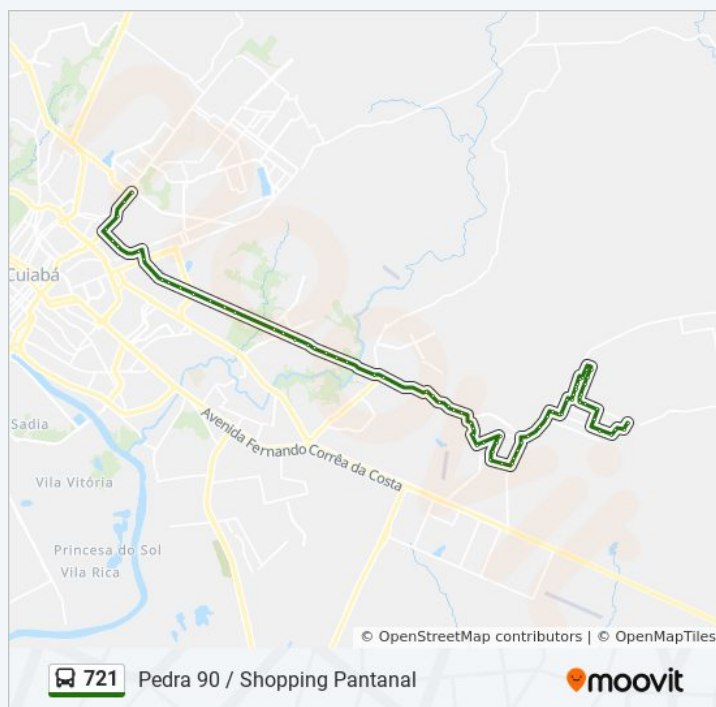 Cuiabá
Avenida Fernando Corrêa da Costa
Sadia
Vila Vitória
Princesa do Sol
Vila Rica
moovit
© OpenStreetMap contributors | © OpenMapTiles
721 Pedra 90 / Shopping Pantanal
moovit